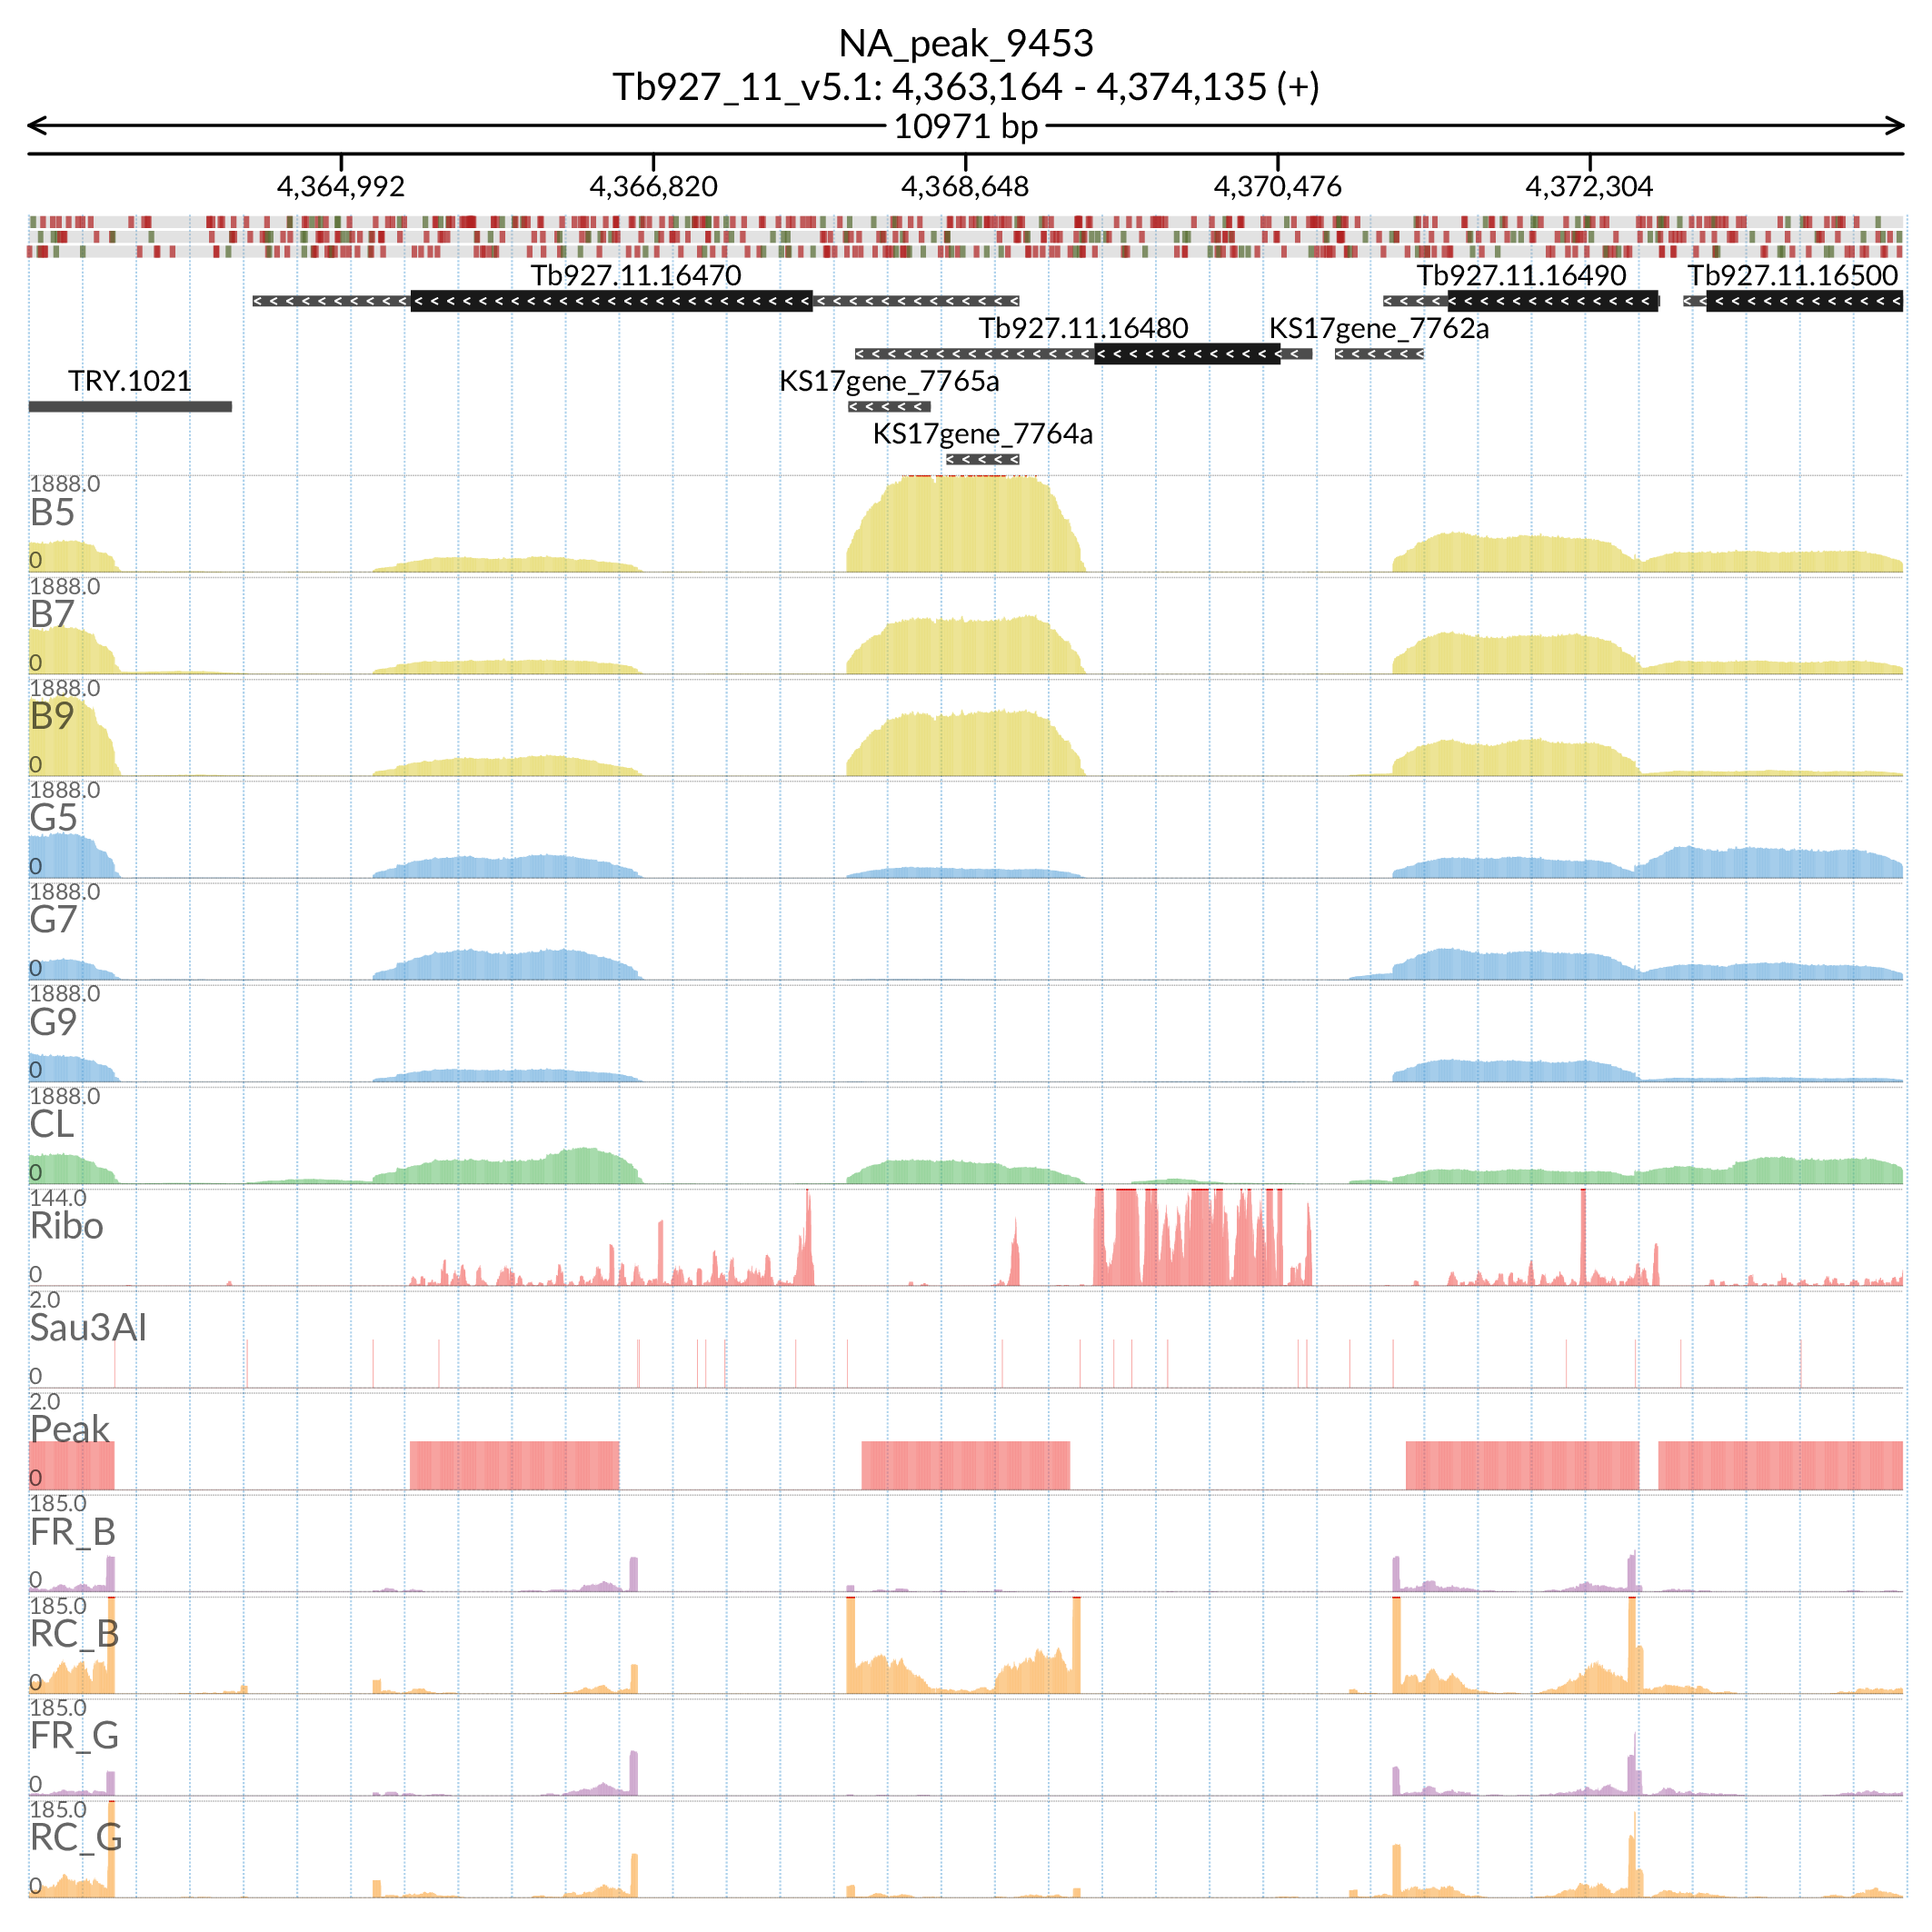 NA_peak_9453
Tb927_11_v5.1: 4,363,164 - 4,374,135 (+)
10971 bp
4,364,992 4,366,820 4,368,648 4,370,476 4,372,304
Tb927.11.16470 Tb927.11.16490 Tb927.11.16500
Tb927.11.16480 KS17gene_7762a
TRY.1021 KS17gene_7765a
KS17gene_7764a
1888.0
B5
0
1888.0
B7
0
1888.0
B9
0
1888.0
G5
0
1888.0
G7
0
1888.0
G9
0
1888.0
CL
0
144.0
Ribo
0
2.0
Sau3AI
0
2.0
Peak
0
185.0
FR_B
0
185.0
RC_B
0
185.0
FR_G
0
185.0
RC_G
0